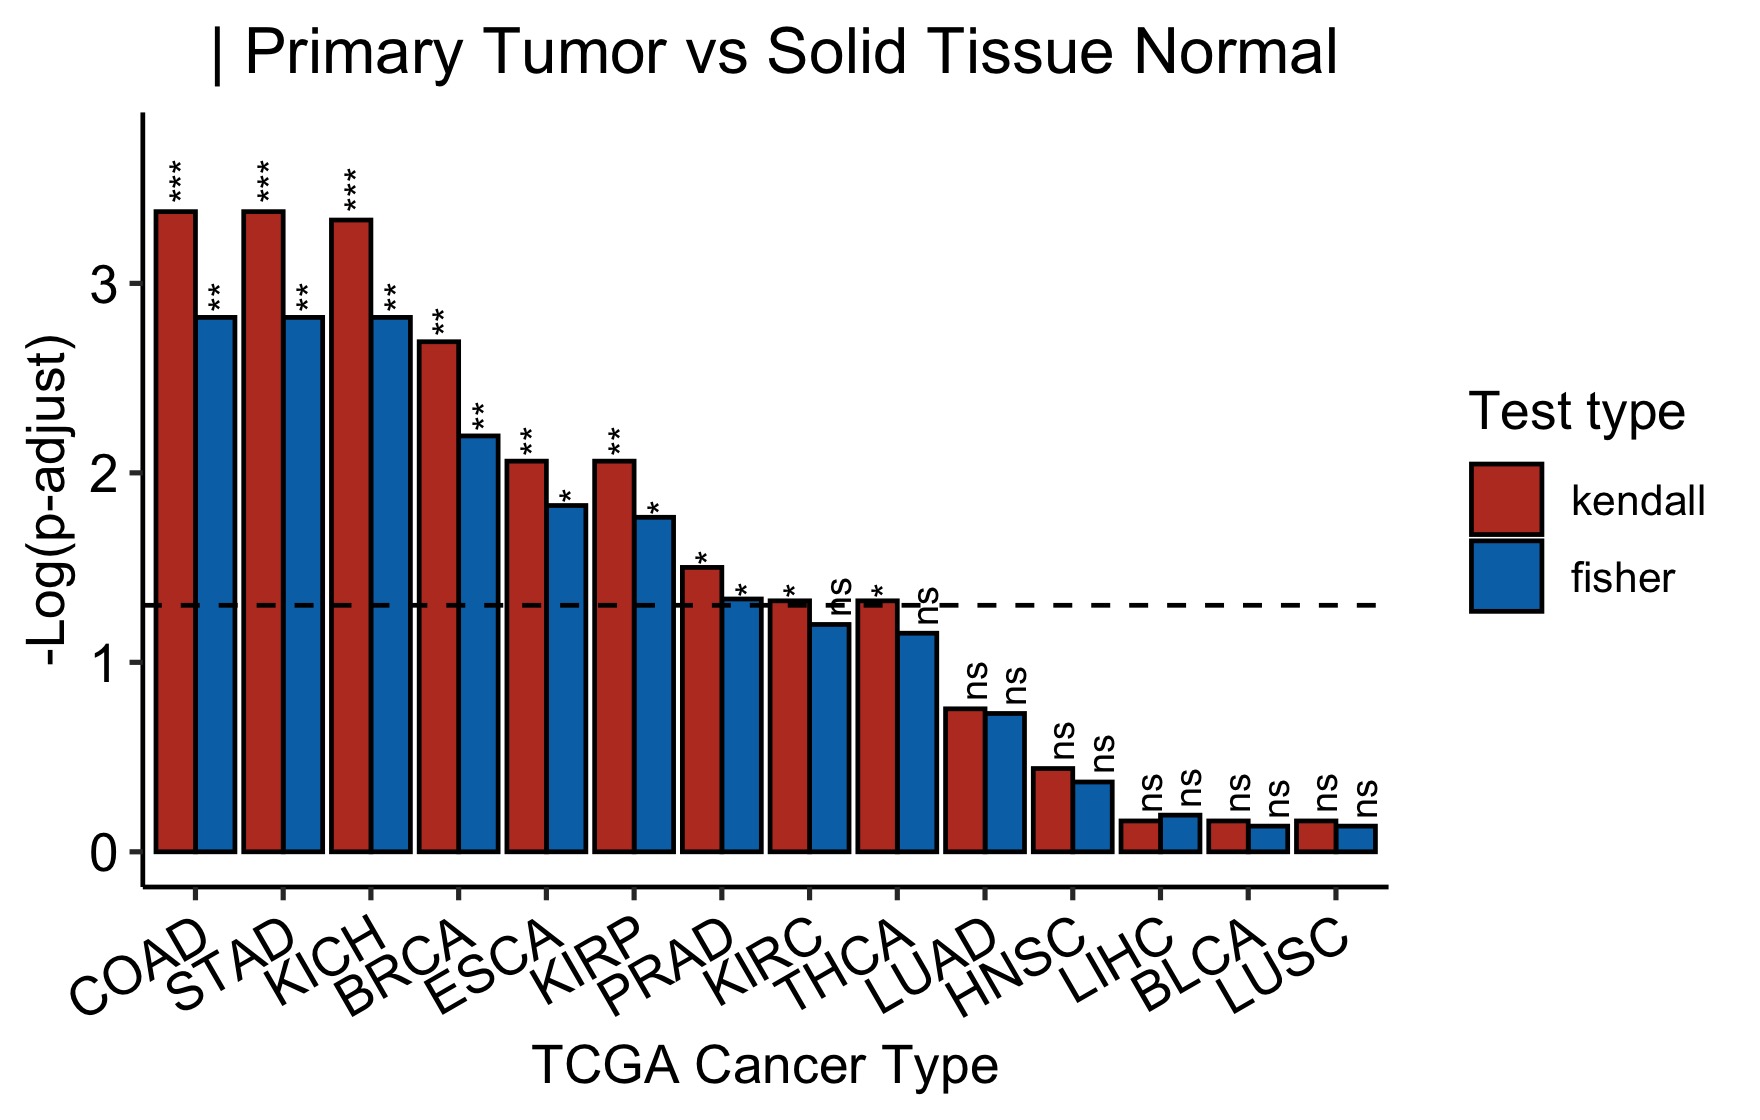 | Primary Tumor vs Solid Tissue Normal
-Log(p-adjust)
3
2
1
0
***
**
***
**
***
**
**
**
**
*
**
*
*
*
*
ns
*
ns
ns
ns
ns
ns
ns
ns
ns
ns
ns
ns
COAD
STAD
KICH
BRCA
ESCA
KIRP
PRAD
KIRC
THCA
LUAD
HNSC
LIHC
BLCA
LUSC
TCGA Cancer Type
Test type
kendall
fisher